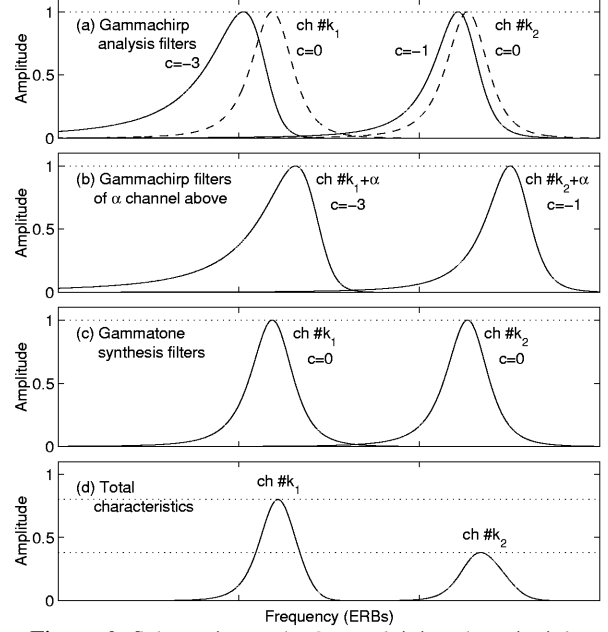 1
(a) Gammachirp
analysis filters
c=−3
ch #k1
c=0
c=−1
ch #k2
c=0
0.5
0
Amplitude
1
(b) Gammachirp filters
of α channel above
ch #k1+α
c=−3
ch #k2+α
c=−1
0.5
0
Amplitude
1
(c) Gammatone
synthesis filters
ch #k1
c=0
ch #k2
c=0
0.5
0
Amplitude
1
(d) Total
characteristics
ch #k1
ch #k2
0.5
0
Amplitude
Frequency (ERBs)